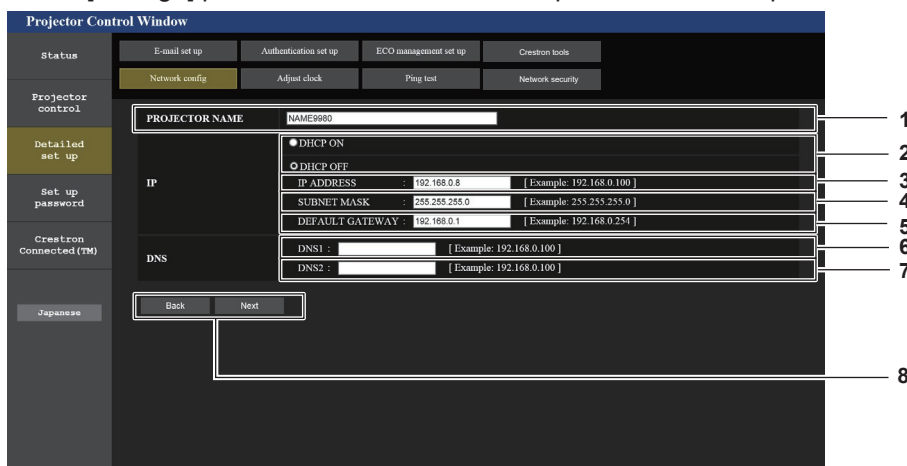 Projector Control Window
Status
E-mail set up
Authentication set up
ECO management set up
Crestron tools
Network config
Adjust clock
Ping test
Network security
Projector
control
Detailed
set up
Set up
password
Crestron
Connected(TM)
Japanese
PROJECTOR NAME NAME9980 1
DHCP ON 2
DHCP OFF
IP
IP ADDRESS : 192.168.0.8 [ Example: 192.168.0.100 ] 3
SUBNET MASK : 255.255.255.0 [ Example: 255.255.255.0 ] 4
DEFAULT GATEWAY : 192.168.0.1 [ Example: 192.168.0.254 ] 5
DNS
DNS1 : [ Example: 192.168.0.100 ] 6
DNS2 : [ Example: 192.168.0.100 ] 7
Back Next
8